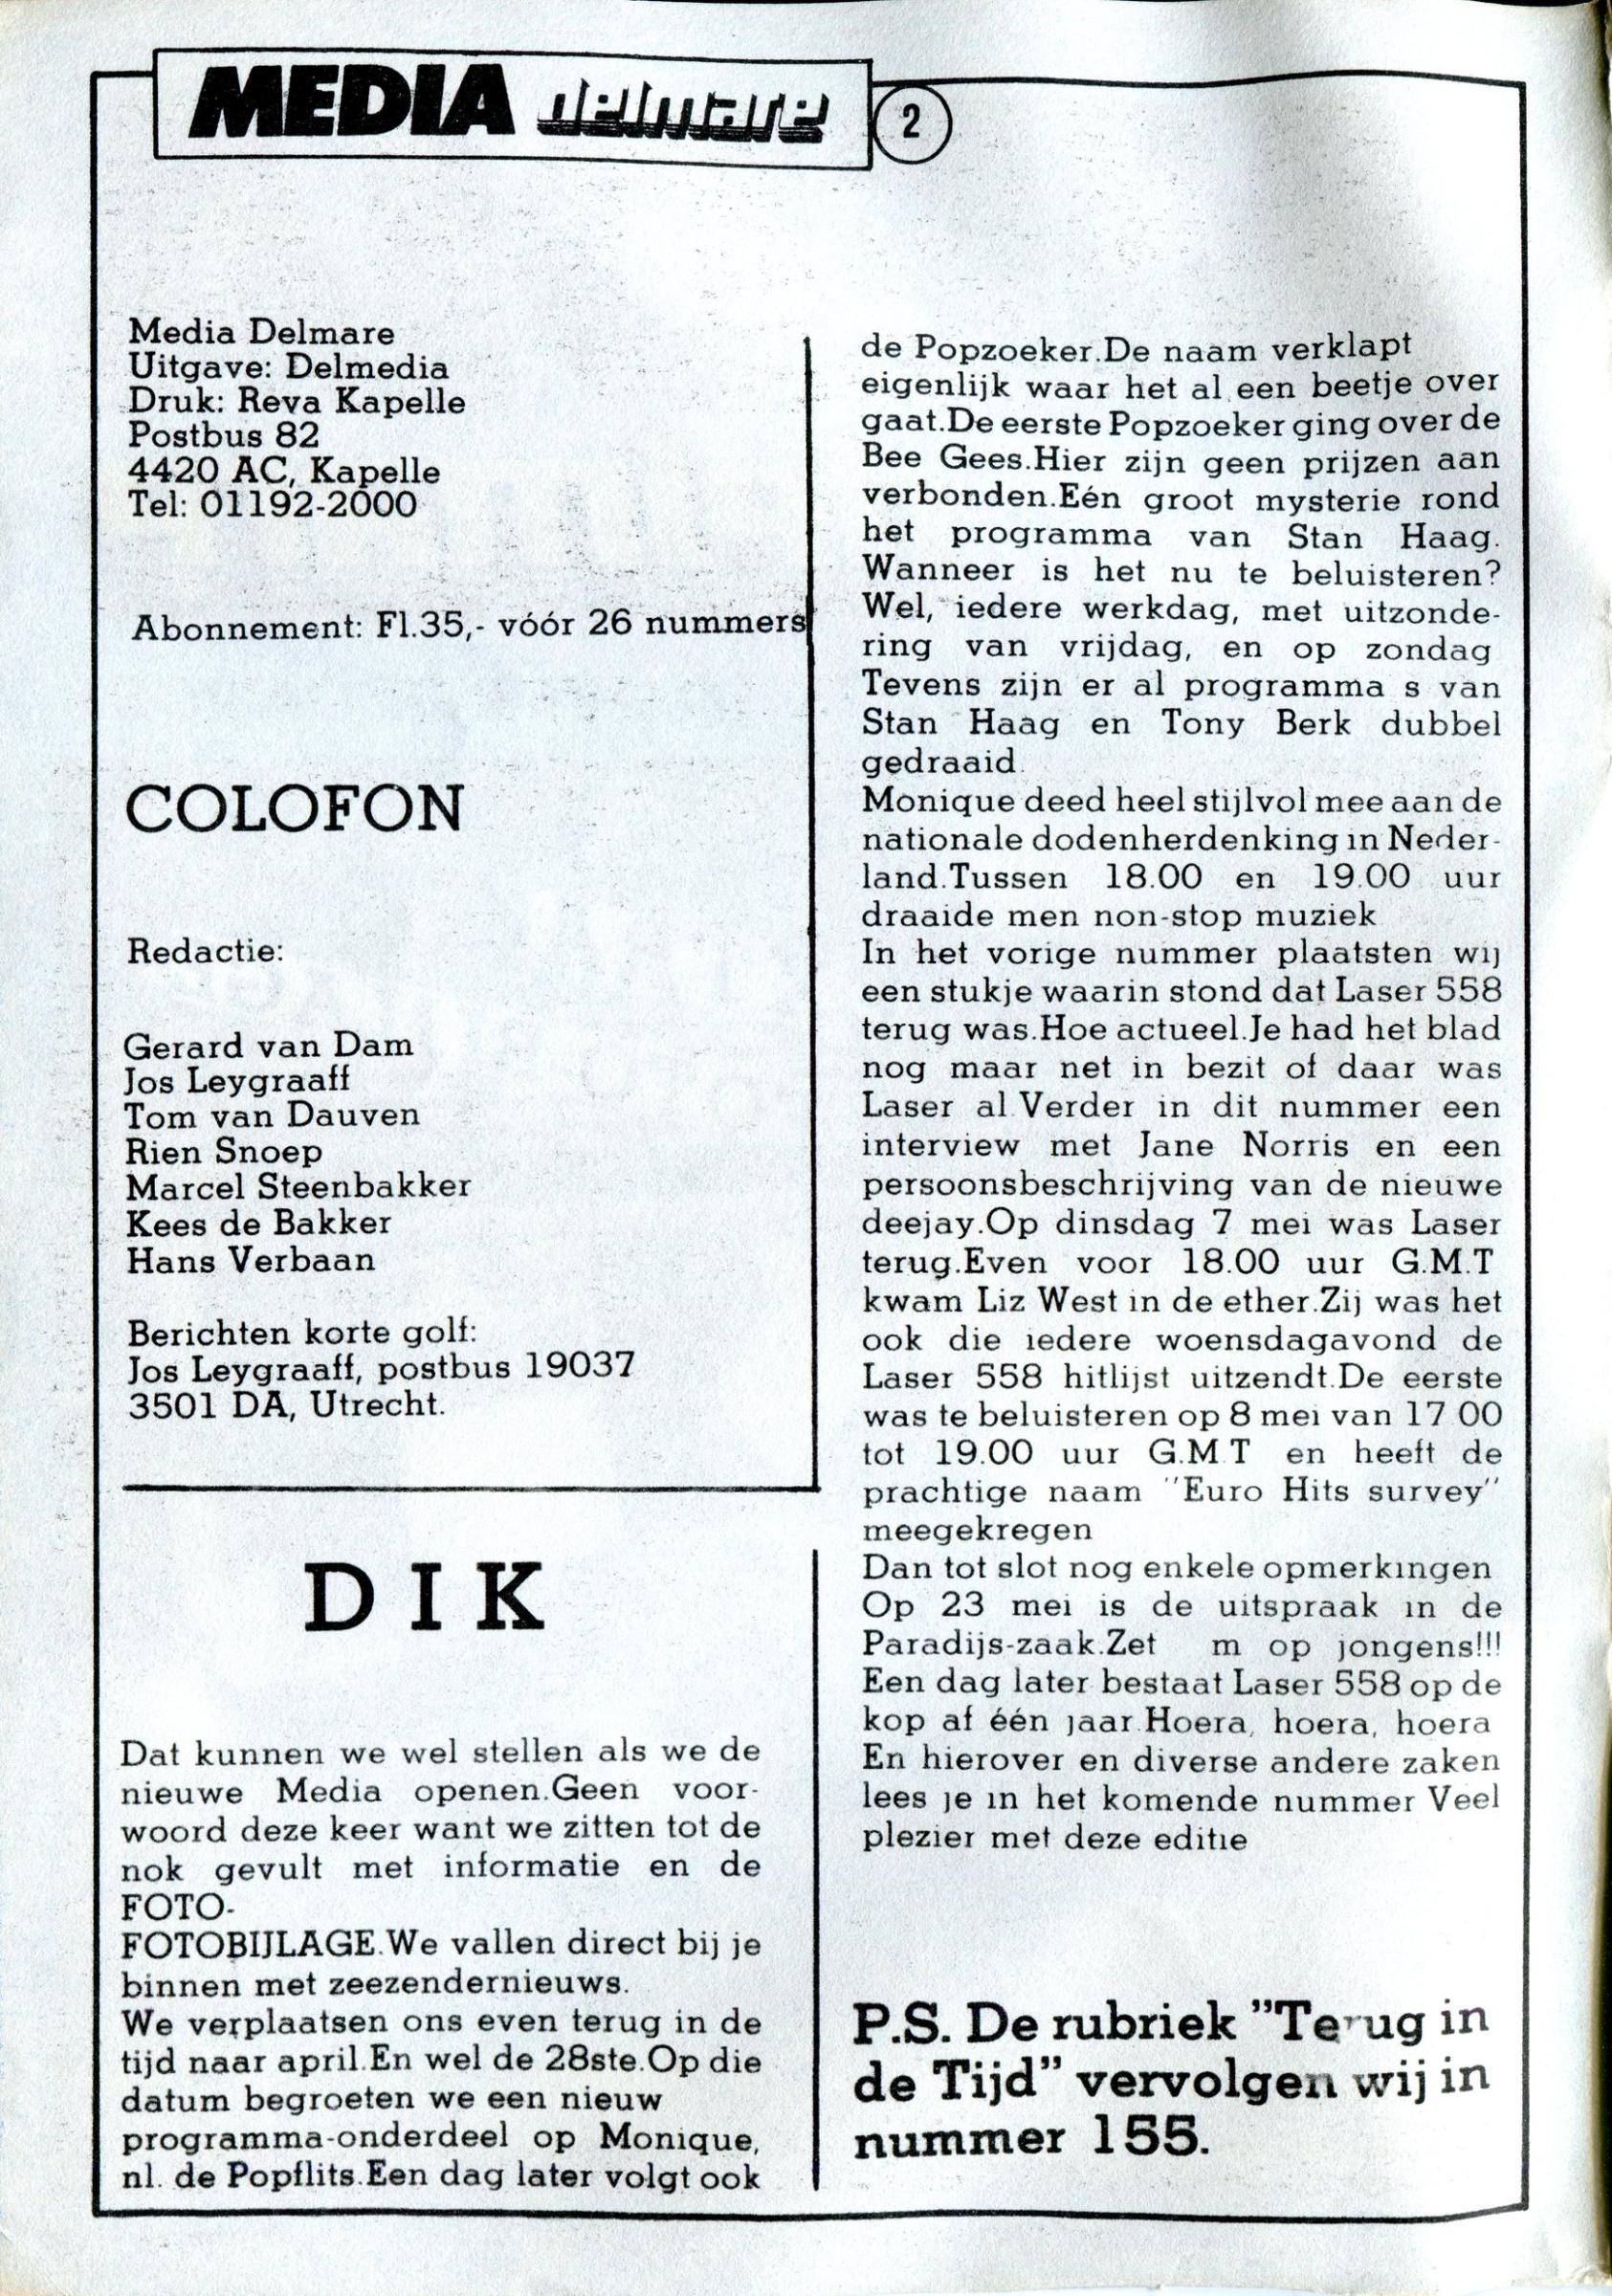 MEDIA delmare 2
Media Delmare
Uitgave: Delmedia
Druk: Reva Kapelle
Postbus 82
4420 AC, Kapelle
Tel: 01192-2000
Abonnement: Fl.35,- vóór 26 nummers
COLOFON
Redactie:
Gerard van Dam
Jos Leygraaff
Tom van Dauven
Rien Snoep
Marcel Steenbakker
Kees de Bakker
Hans Verbaan
Berichten korte golf:
Jos Leygraaff, postbus 19037
3501 DA, Utrecht.
D I K
Dat kunnen we wel stellen als we de
nieuwe Media openen.Geen voor-
woord deze keer want we zitten tot de
nok gevult met informatie en de
FOTO-
FOTOBIJLAGE.We vallen direct bij je
binnen met zeezendernieuws.
We verplaatsen ons even terug in de
tijd naar april.En wel de 28ste.Op die
datum begroeten we een nieuw
programma-onderdeel op Monique,
nl. de Popflits.Een dag later volgt ook
de Popzoeker.De naam verklapt
eigenlijk waar het al een beetje over
gaat.De eerste Popzoeker ging over de
Bee Gees.Hier zijn geen prijzen aan
verbonden.Eén groot mysterie rond
het programma van Stan Haag.
Wanneer is het nu te beluisteren?
Wel, iedere werkdag, met uitzonde-
ring van vrijdag, en op zondag
Tevens zijn er al programma s van
Stan Haag en Tony Berk dubbel
gedraaid.
Monique deed heel stijlvol mee aan de
nationale dodenherdenking in Neder-
land.Tussen 18.00 en 19.00 uur
draaide men non-stop muziek
In het vorige nummer plaatsten wij
een stukje waarin stond dat Laser 558
terug was.Hoe actueel.Je had het blad
nog maar net in bezit of daar was
Laser al.Verder in dit nummer een
interview met Jane Norris en een
persoonsbeschrijving van de nieuwe
deejay.Op dinsdag 7 mei was Laser
terug.Even voor 18.00 uur G.M.T
kwam Liz West in de ether.Zij was het
ook die iedere woensdagavond de
Laser 558 hitlijst uitzendt.De eerste
was te beluisteren op 8 mei van 17 00
tot 19.00 uur G.M T en heeft de
prachtige naam "Euro Hits survey"
meegekregen
Dan tot slot nog enkele opmerkingen
Op 23 mei is de uitspraak in de
Paradijs-zaak.Zet m op jongens!!!
Een dag later bestaat Laser 558 op de
kop af één jaar.Hoera, hoera, hoera
En hierover en diverse andere zaken
lees je in het komende nummer Veel
plezier met deze editie
P.S. De rubriek "Terug in
de Tijd" vervolgen wij in
nummer 155.